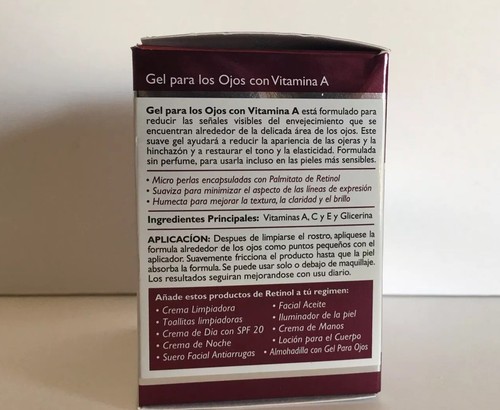 Gel para los Ojos con Vitamina A
Gel para los Ojos con Vitamina A está formulado para
reducir las señales visibles del envejecimiento que se
encuentran alrededor de la delicada área de los ojos. Este
suave gel ayudará a reducir la apariencia de las ojeras y la
hinchazón y a restaurar el tono y la elasticidad. Formulada
sin perfume, para usarla incluso en las pieles más sensibles.
• Micro perlas encapsuladas con Palmitato de Retinol
• Suaviza para minimizar el aspecto de las líneas de expresión
• Humecta para mejorar la textura, la claridad y el brillo
Ingredientes Principales: Vitaminas A, C y E y Glicerina
APLICACÍON: Despues de limpiarse el rostro, apliquese la
formula alrededor de los ojos como puntos pequeños con el
aplicador. Suavemente friccione el producto hasta que la piel
absorba la formula. Se puede usar solo o debajo de maquillaje.
Los resultados seguiran mejorandose con usu diario.
Añade estos productos de Retinol a tú regimen:
• Crema Limpiadora
• Toallitas limpiadoras
• Crema de Día con SPF 20
• Crema de Noche
• Suero Facial Antiarrugas
• Facial Aceite
• Iluminador de la piel
• Crema de Manos
• Loción para el Cuerpo
• Almohadilla con Gel Para Ojos